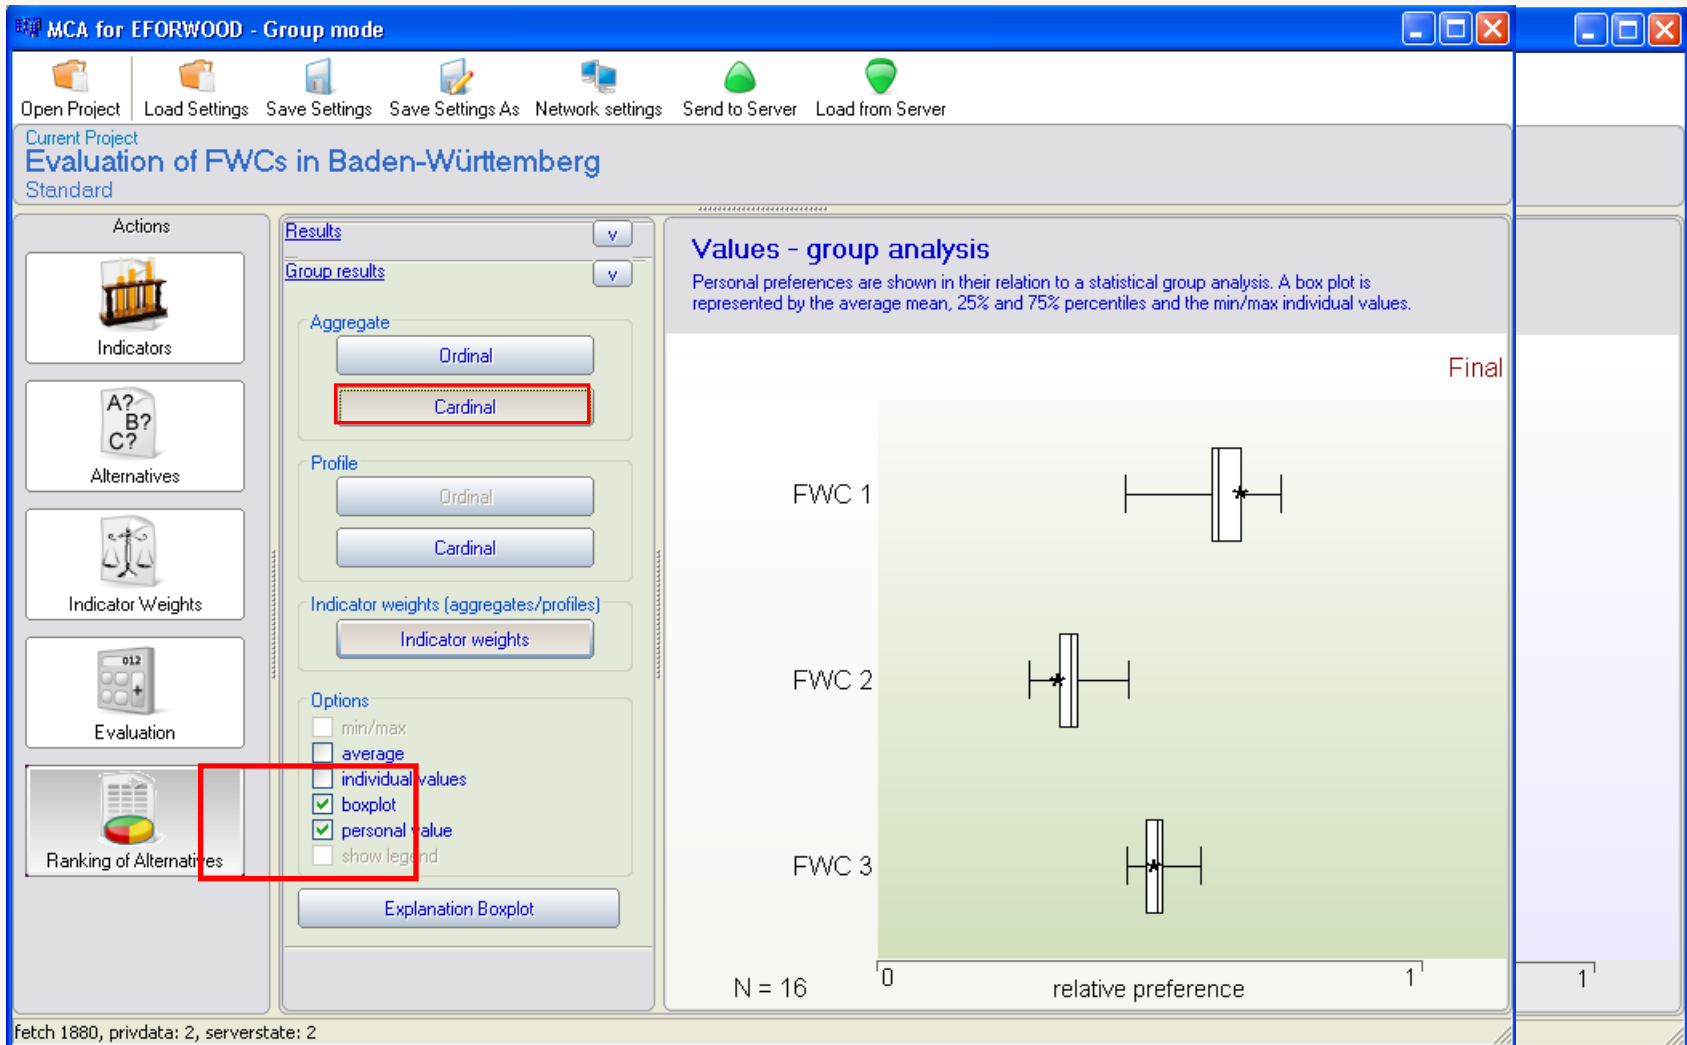 MCA for EFORWOOD - Group mode
Open Project Load Settings Save Settings Save Settings As Network settings Send to Server Load from Server
Current Project
Evaluation of FWCs in Baden-Württemberg
Standard
Actions
Indicators
A?
B?
C?
Alternatives
Indicator Weights
012
Evaluation
Ranking of Alternatives
Results
v
Group results
v
Aggregate
Ordinal
Cardinal
Profile
Ordinal
Cardinal
Indicator weights (aggregates/profiles)
Indicator weights
Options
min/max
average
individual values
boxplot
personal value
show legend
Explanation Boxplot
Values - group analysis
Personal preferences are shown in their relation to a statistical group analysis. A box plot is
represented by the average mean, 25% and 75% percentiles and the min/max individual values.
Final
FWC 1
FWC 2
FWC 3
N = 16
0
relative preference
1
1
fetch 1880, privdata: 2, serverstate: 2